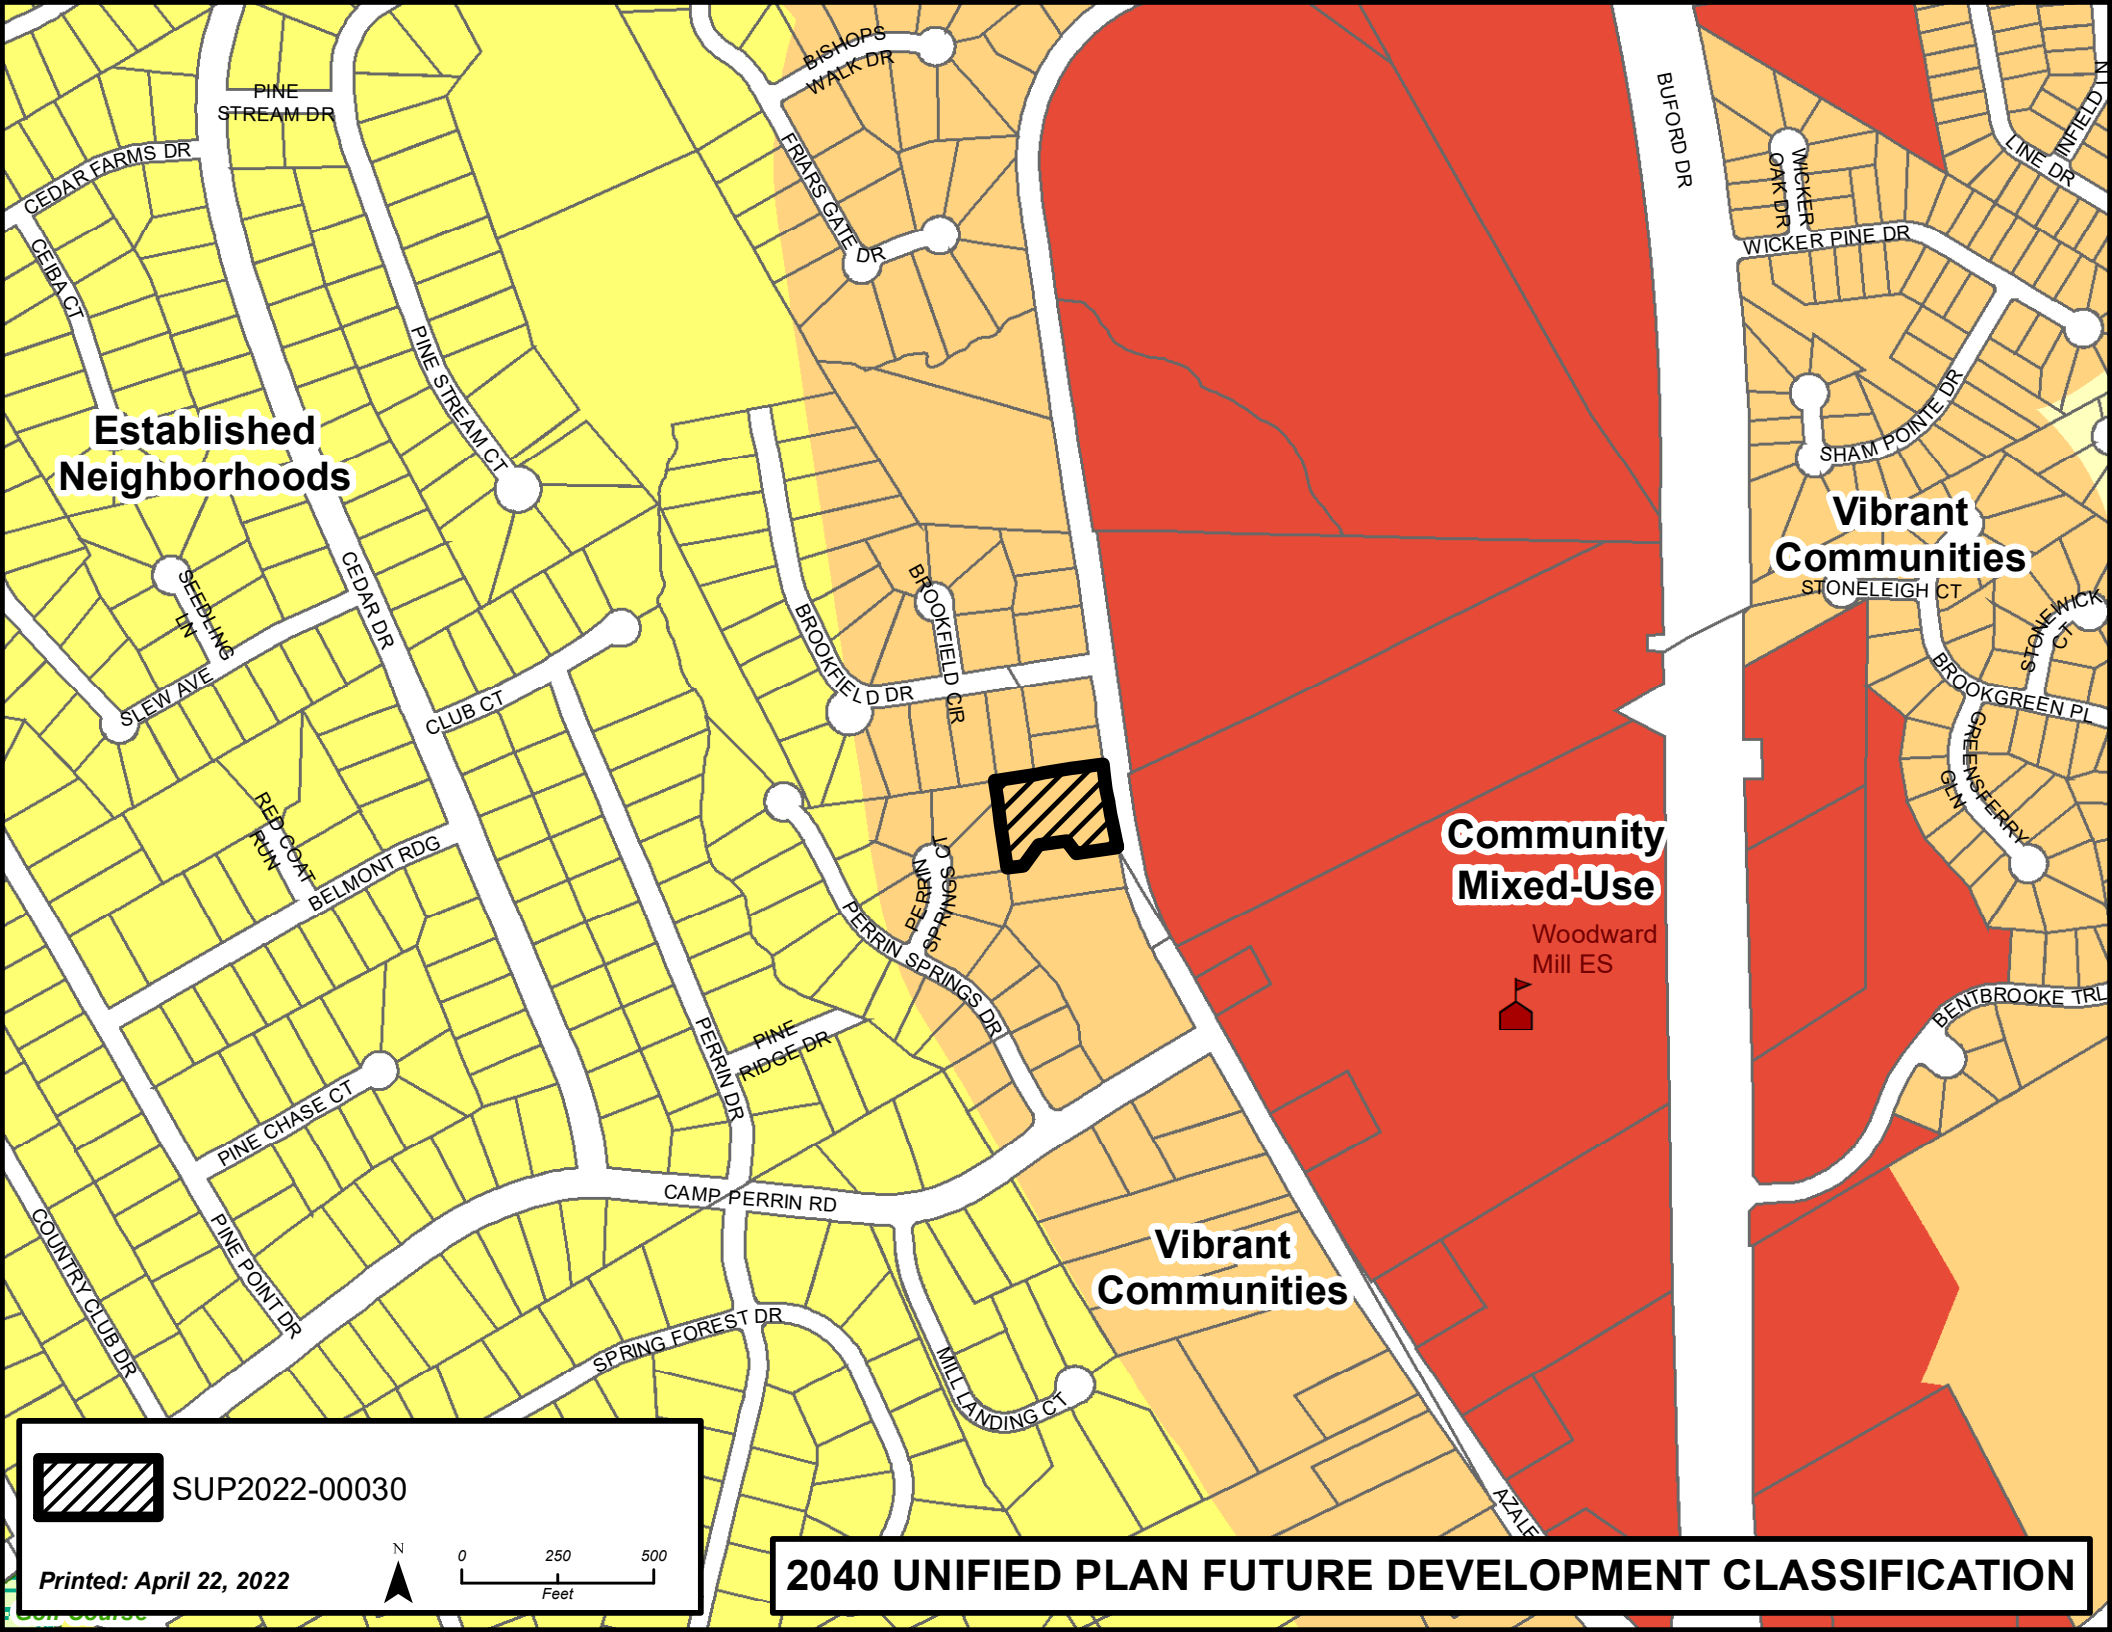 BISHOPS
WALK DR
PINE
STREAM DR
BUFORD DR
CEDAR FARMS DR
FRIARS GATE DR
WICKER
OAK DR
LINE DR
INFIELD
WICKER PINE DR
CEIBA CT
PINE STREAM CT
SHAM POINTE DR
Established
Neighborhoods
Vibrant
Communities
STONELEIGH CT
SEEDLING
LN
CEDAR DR
BROOKFIELD DR
BROOKFIELD CIR
STONEWICK
CT
SLEW AVE
CLUB CT
BROOKGREEN PL
GREENSFERRY
GLN
RED COAT
RUN
BELMONT RDG
PERRIN
SPRINGS CT
Community
Mixed-Use
Woodward
Mill ES
PERRIN SPRINGS DR
BENTBROOKE TRL
PERRIN DR
PINE
RIDGE DR
PINE CHASE CT
CAMP PERRIN RD
COUNTRY CLUB DR
PINE POINT DR
Vibrant
Communities
SPRING FOREST DR
MILL LANDING CT
AZALE
SUP2022-00030
N
0 250 500
Feet
Printed: April 22, 2022
2040 UNIFIED PLAN FUTURE DEVELOPMENT CLASSIFICATION